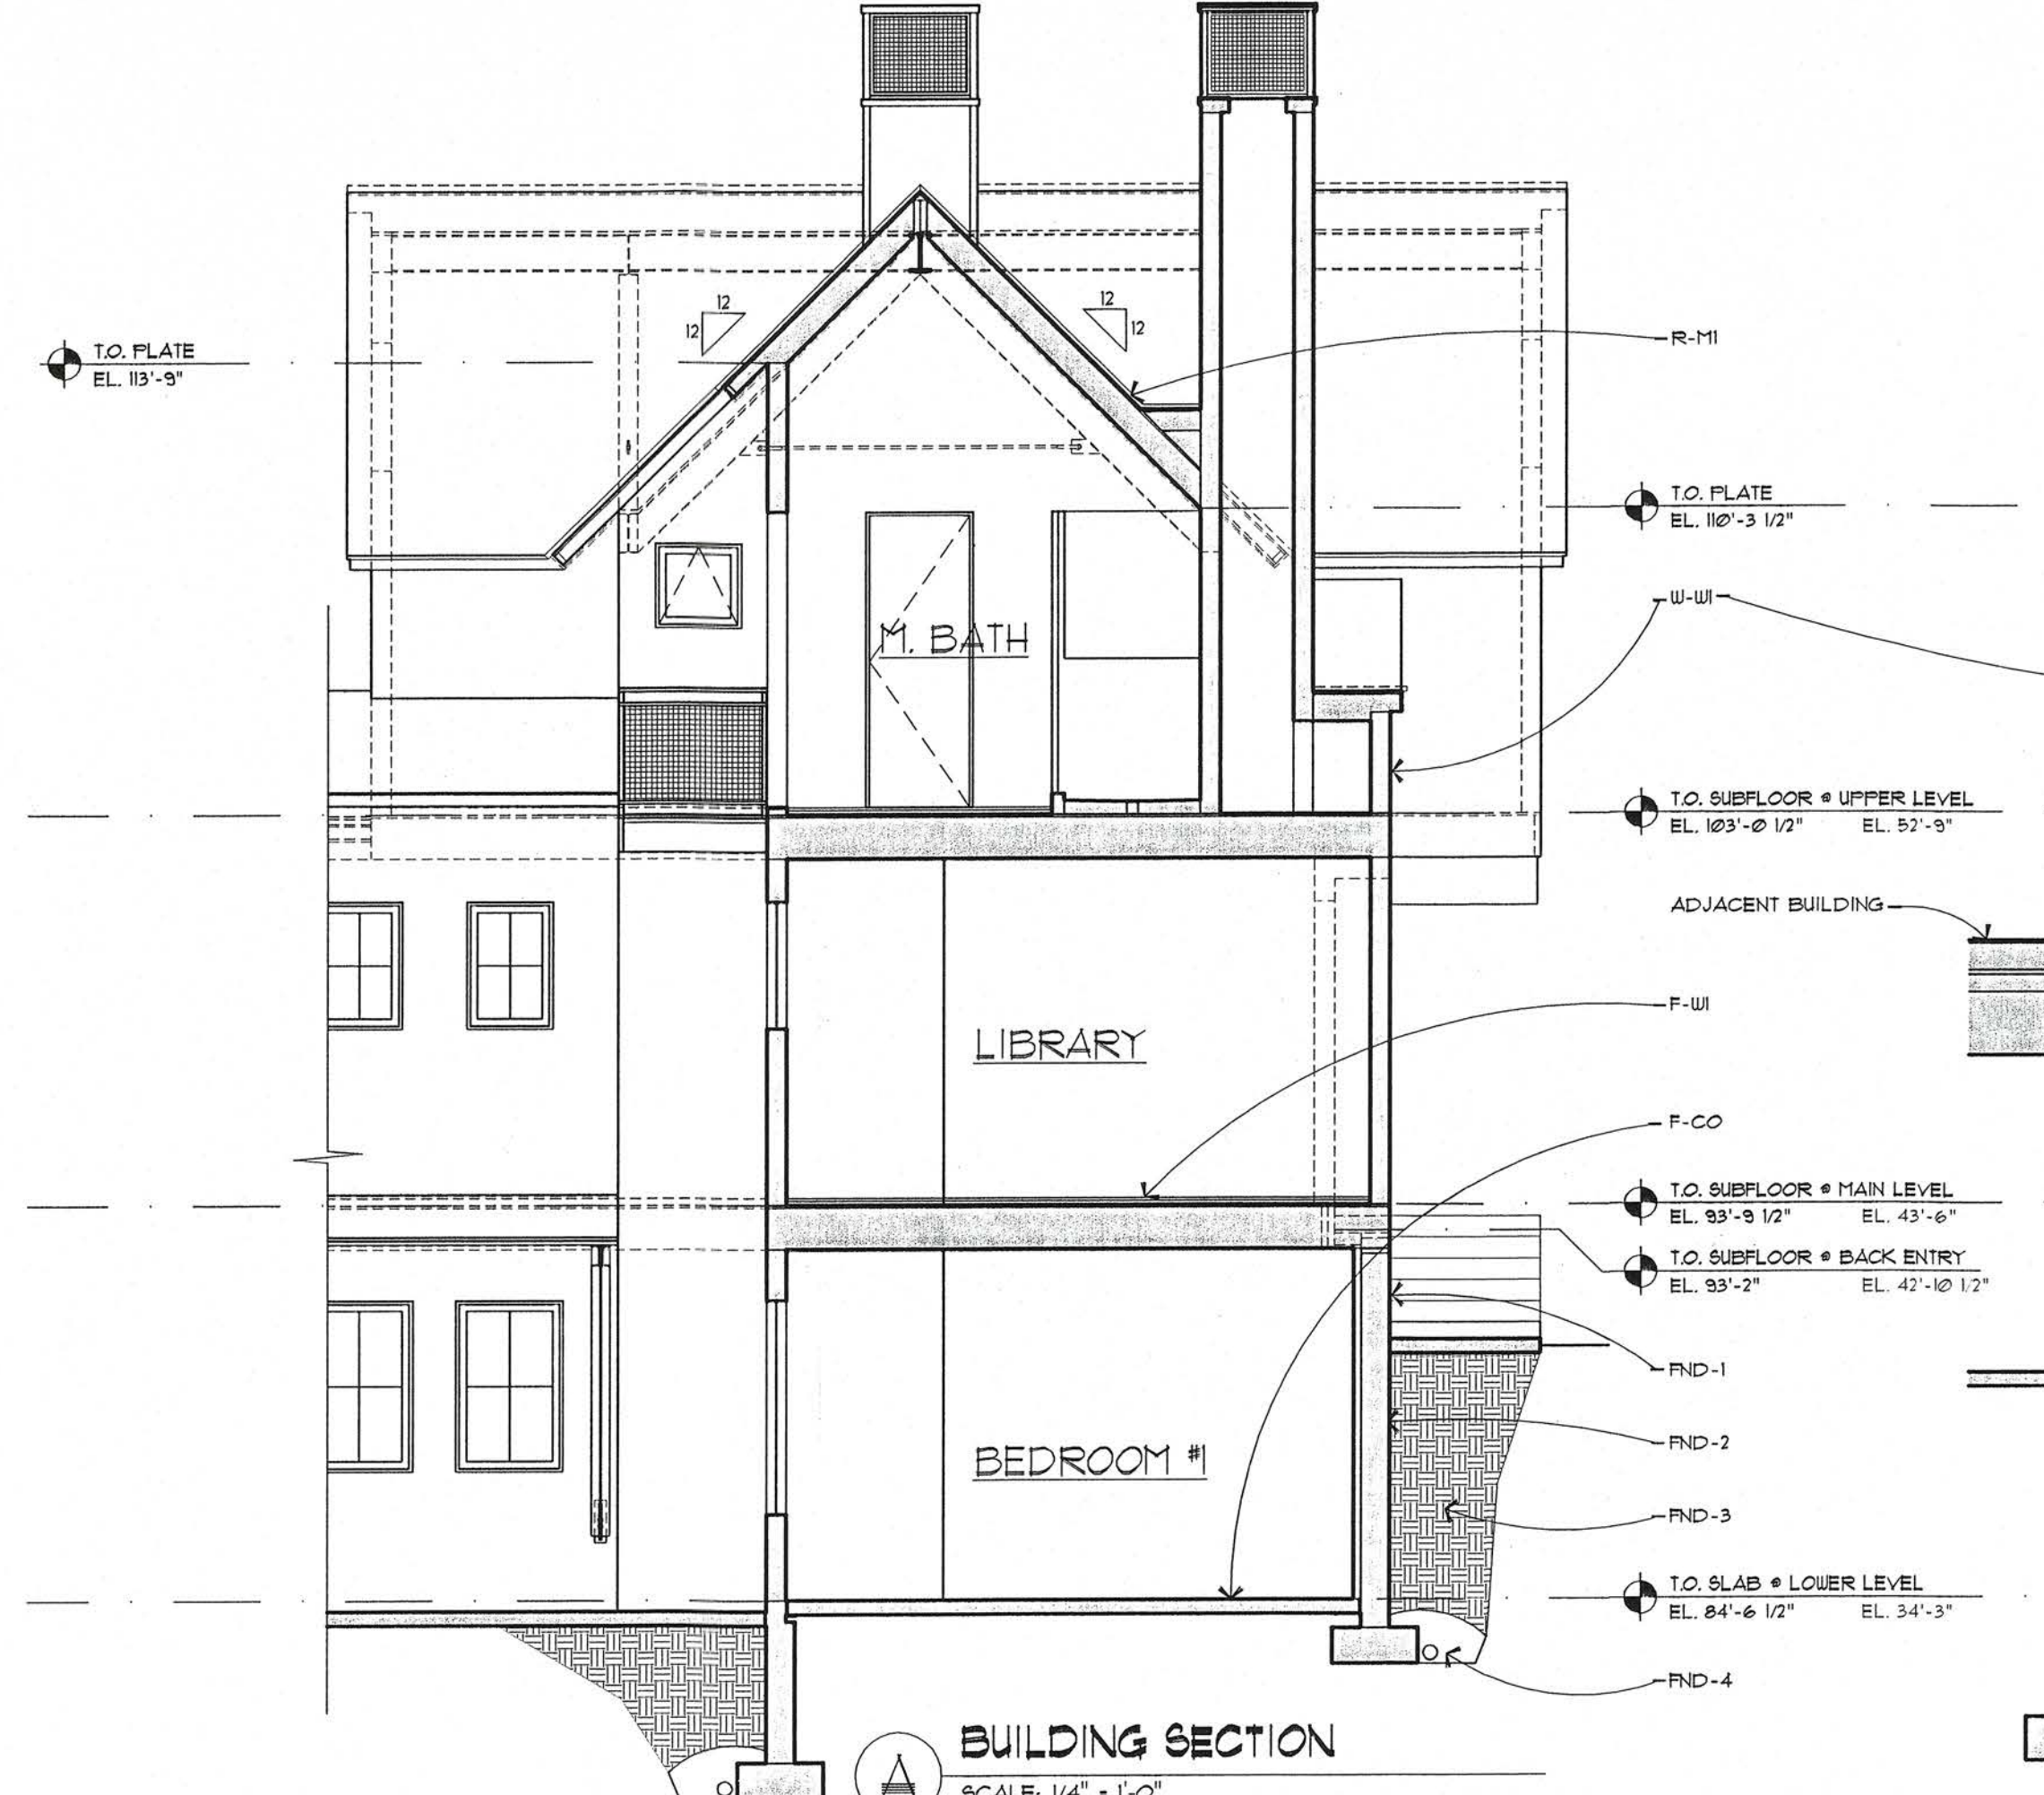 12
12
12
12
R-M1
T.O. PLATE
EL. 113'-9"
T.O. PLATE
EL. 110'-3 1/2"
W-W1
M. BATH
T.O. SUBFLOOR @ UPPER LEVEL
EL. 103'-0 1/2" EL. 52'-9"
ADJACENT BUILDING
F-W1
LIBRARY
F-CO
T.O. SUBFLOOR @ MAIN LEVEL
EL. 93'-9 1/2" EL. 43'-6"
T.O. SUBFLOOR @ BACK ENTRY
EL. 93'-2" EL. 42'-10 1/2"
FND-1
FND-2
BEDROOM #1
FND-3
T.O. SLAB @ LOWER LEVEL
EL. 84'-6 1/2" EL. 34'-3"
FND-4
A
BUILDING SECTION
SCALE: 1/4" = 1'-0"